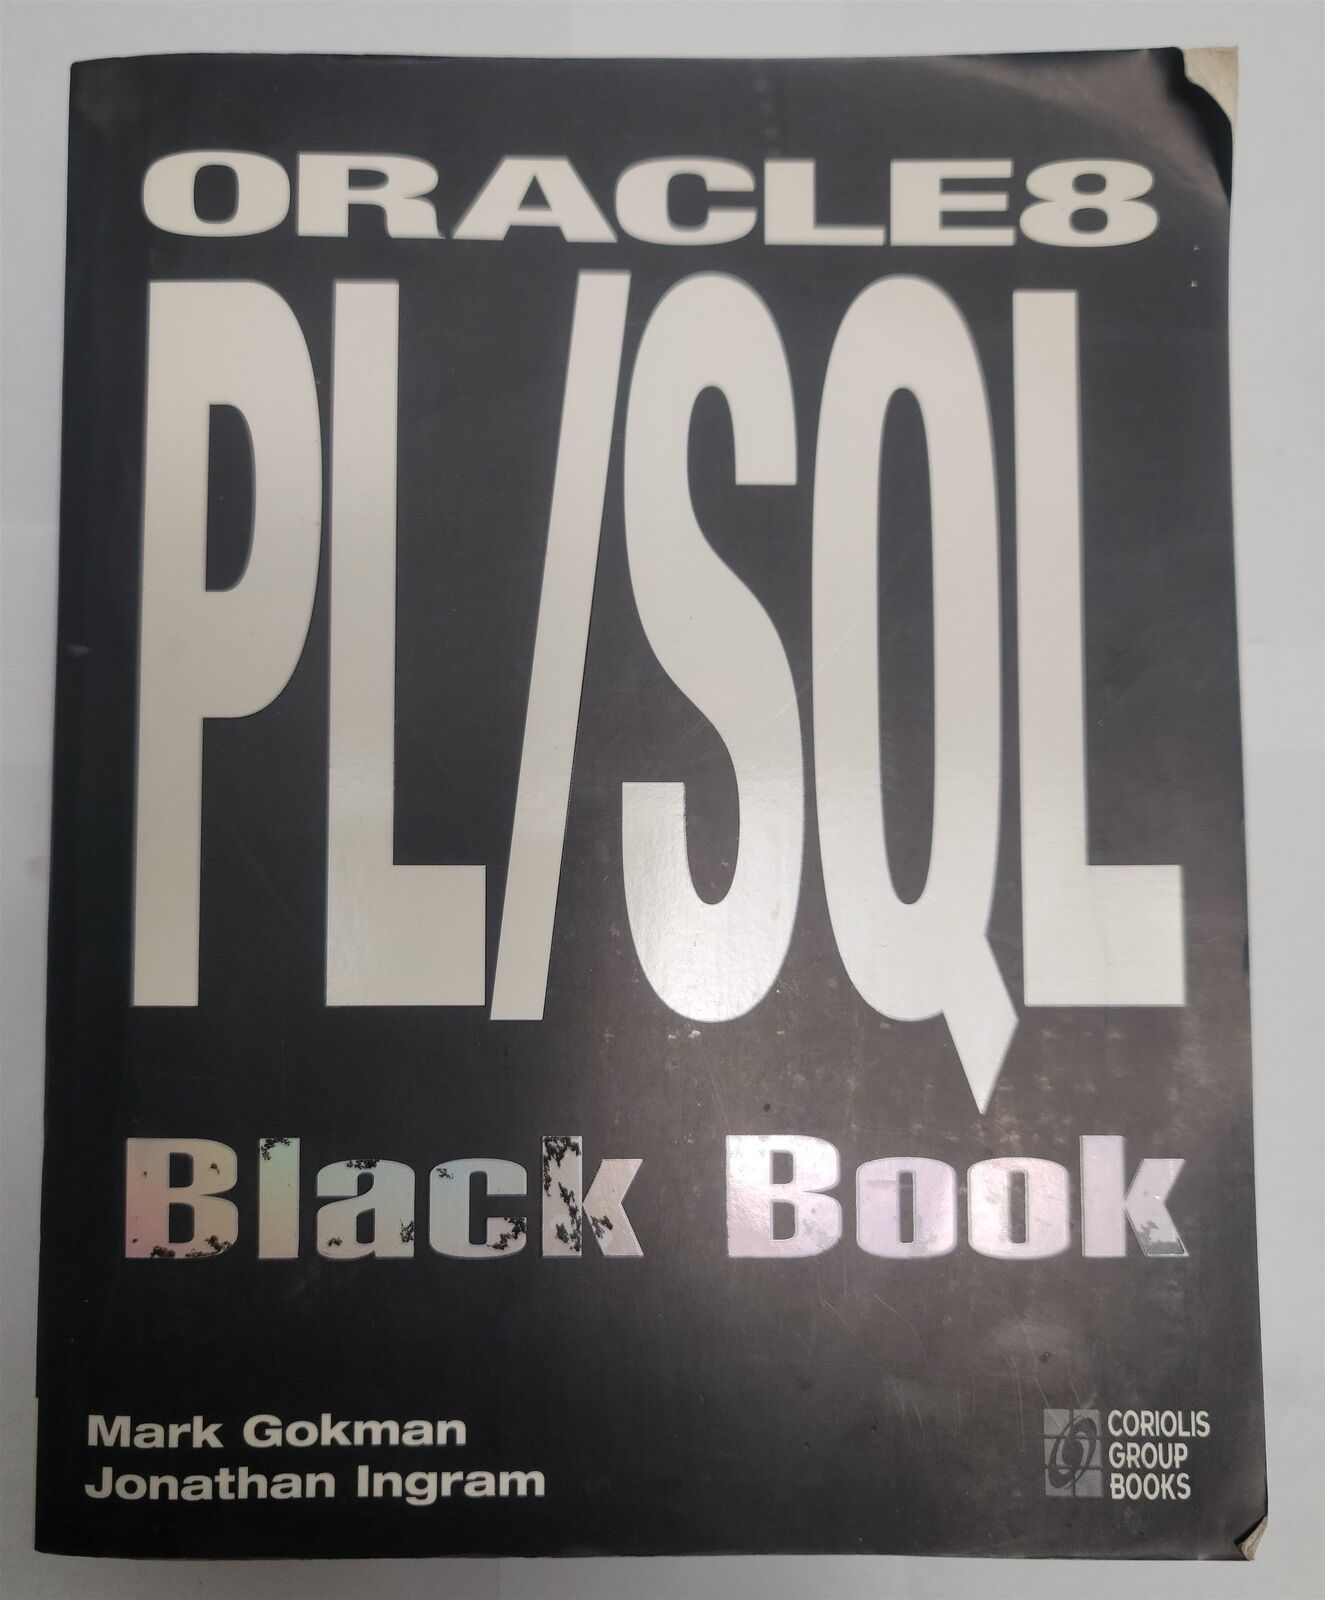 ORACLE8
PL/SQL
Black Book
Mark Gokman
Jonathan Ingram
CORIOLIS
GROUP
BOOKS